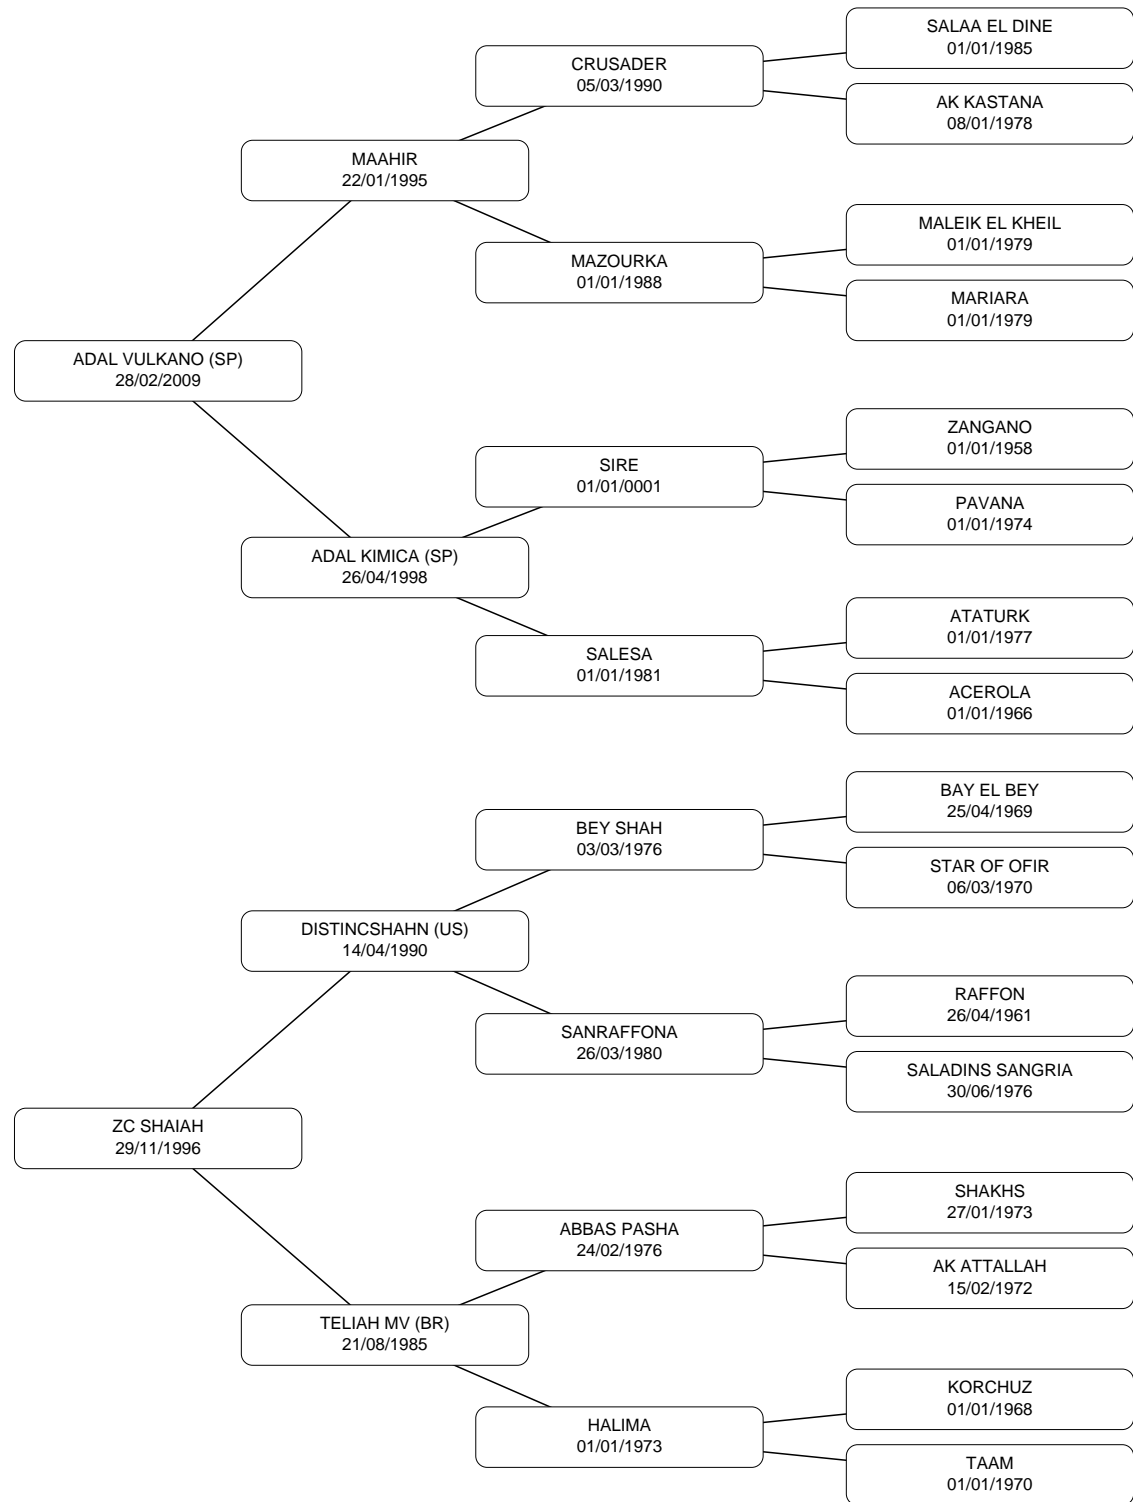 SALAA EL DINE
01/01/1985
CRUSADER
05/03/1990
AK KASTANA
08/01/1978
MAAHIR
22/01/1995
MALEIK EL KHEIL
01/01/1979
MAZOURKA
01/01/1988
MARIARA
01/01/1979
ADAL VULKANO (SP)
28/02/2009
ZANGANO
01/01/1958
SIRE
01/01/0001
PAVANA
01/01/1974
ADAL KIMICA (SP)
26/04/1998
ATATURK
01/01/1977
SALESA
01/01/1981
ACEROLA
01/01/1966
BAY EL BEY
25/04/1969
BEY SHAH
03/03/1976
STAR OF OFIR
06/03/1970
DISTINCSHAHN (US)
14/04/1990
RAFFON
26/04/1961
SANRAFFONA
26/03/1980
SALADINS SANGRIA
30/06/1976
ZC SHAIAH
29/11/1996
SHAKHS
27/01/1973
ABBAS PASHA
24/02/1976
AK ATTALLAH
15/02/1972
TELIAH MV (BR)
21/08/1985
KORCHUZ
01/01/1968
HALIMA
01/01/1973
TAAM
01/01/1970